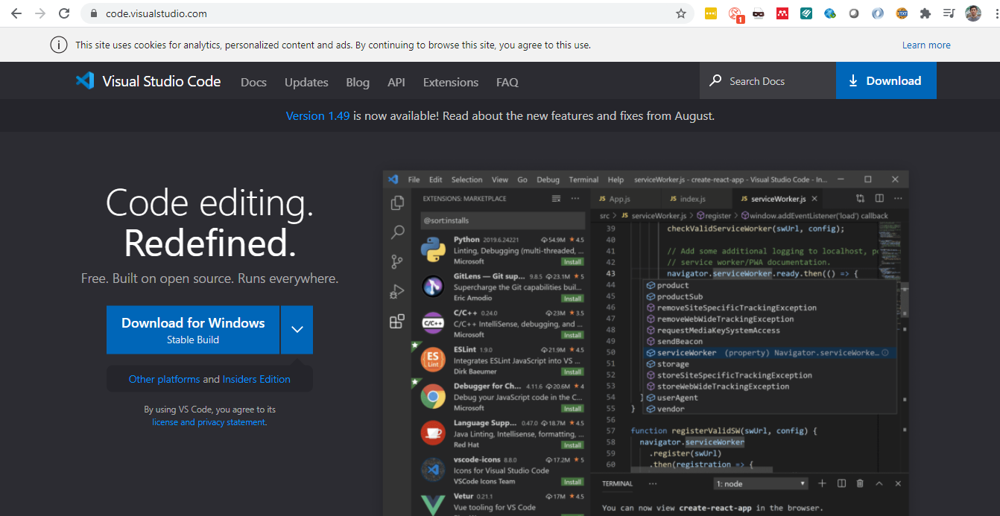 code.visualstudio.com
1
TXT
This site uses cookies for analytics, personalized content and ads. By continuing to browse this site, you agree to this use.
Learn more
Visual Studio Code
Docs
Updates
Blog
API
Extensions
FAQ
Search Docs
Download
Version 1.49 is now available! Read about the new features and fixes from August.
Code editing.
Redefined.
Free. Built on open source. Runs everywhere.
Download for Windows
Stable Build
Other platforms and Insiders Edition
By using VS Code, you agree to its
license and privacy statement.
File Edit Selection View Go Debug Terminal Help serviceWorker.js - create-react-app - Visual Studio Code - In...
EXTENSIONS: MARKETPLACE
@sort:installs
Python 2019.6.24221 54.9M 4.5
Linting, Debugging (multi-threaded, ...
Microsoft Install
GitLens — Git sup... 9.8.5 23.1M 5
Supercharge the Git capabilities buil...
Eric Amodio Install
C/C++
C/C++ 0.24.0 23M 3.5
C/C++ IntelliSense, debugging, and ...
Microsoft Install
ES
Lint
ESLint 1.9.0 21.9M 4.5
Integrates ESLint JavaScript into VS ...
Dirk Baeumer Install
Debugger for Ch... 4.11.6 20.6M 4
Debug your JavaScript code in the C...
Microsoft Install
Language Supp... 0.47.0 18.7M 4.5
Java Linting, Intellisense, formatting, ...
Red Hat Install
vscode-icons 8.8.0 17.2M 5
Icons for Visual Studio Code
VSCode Icons Team Install
Vetur 0.21.1 17M 4.5
Vue tooling for VS Code
Install
JS App.js JS index.js JS serviceWorker.js
src > JS serviceWorker.js > register > window.addEventListener('load') callback
39 checkValidServiceWorker(swUrl, config);
40
41 // Add some additional logging to localhost, p
42 // service worker/PWA documentation.
43 navigator.serviceWorker.ready.then(() => {
44 product
45 productSub
46 removeSiteSpecificTrackingException
47 removeWebWideTrackingException
48 requestMediaKeySystemAccess
49 sendBeacon
50 serviceWorker (property) Navigator.serviceWorke...
51 storage
52 storeSiteSpecificTrackingException
53 storeWebWideTrackingException
54 } userAgent
55 } vendor
56
57 function registerValidSW(swUrl, config) {
58 navigator.serviceWorker
59 .register(swUrl)
60 .then(registration => {
TERMINAL ... 1: node
You can now view create-react-app in the browser.